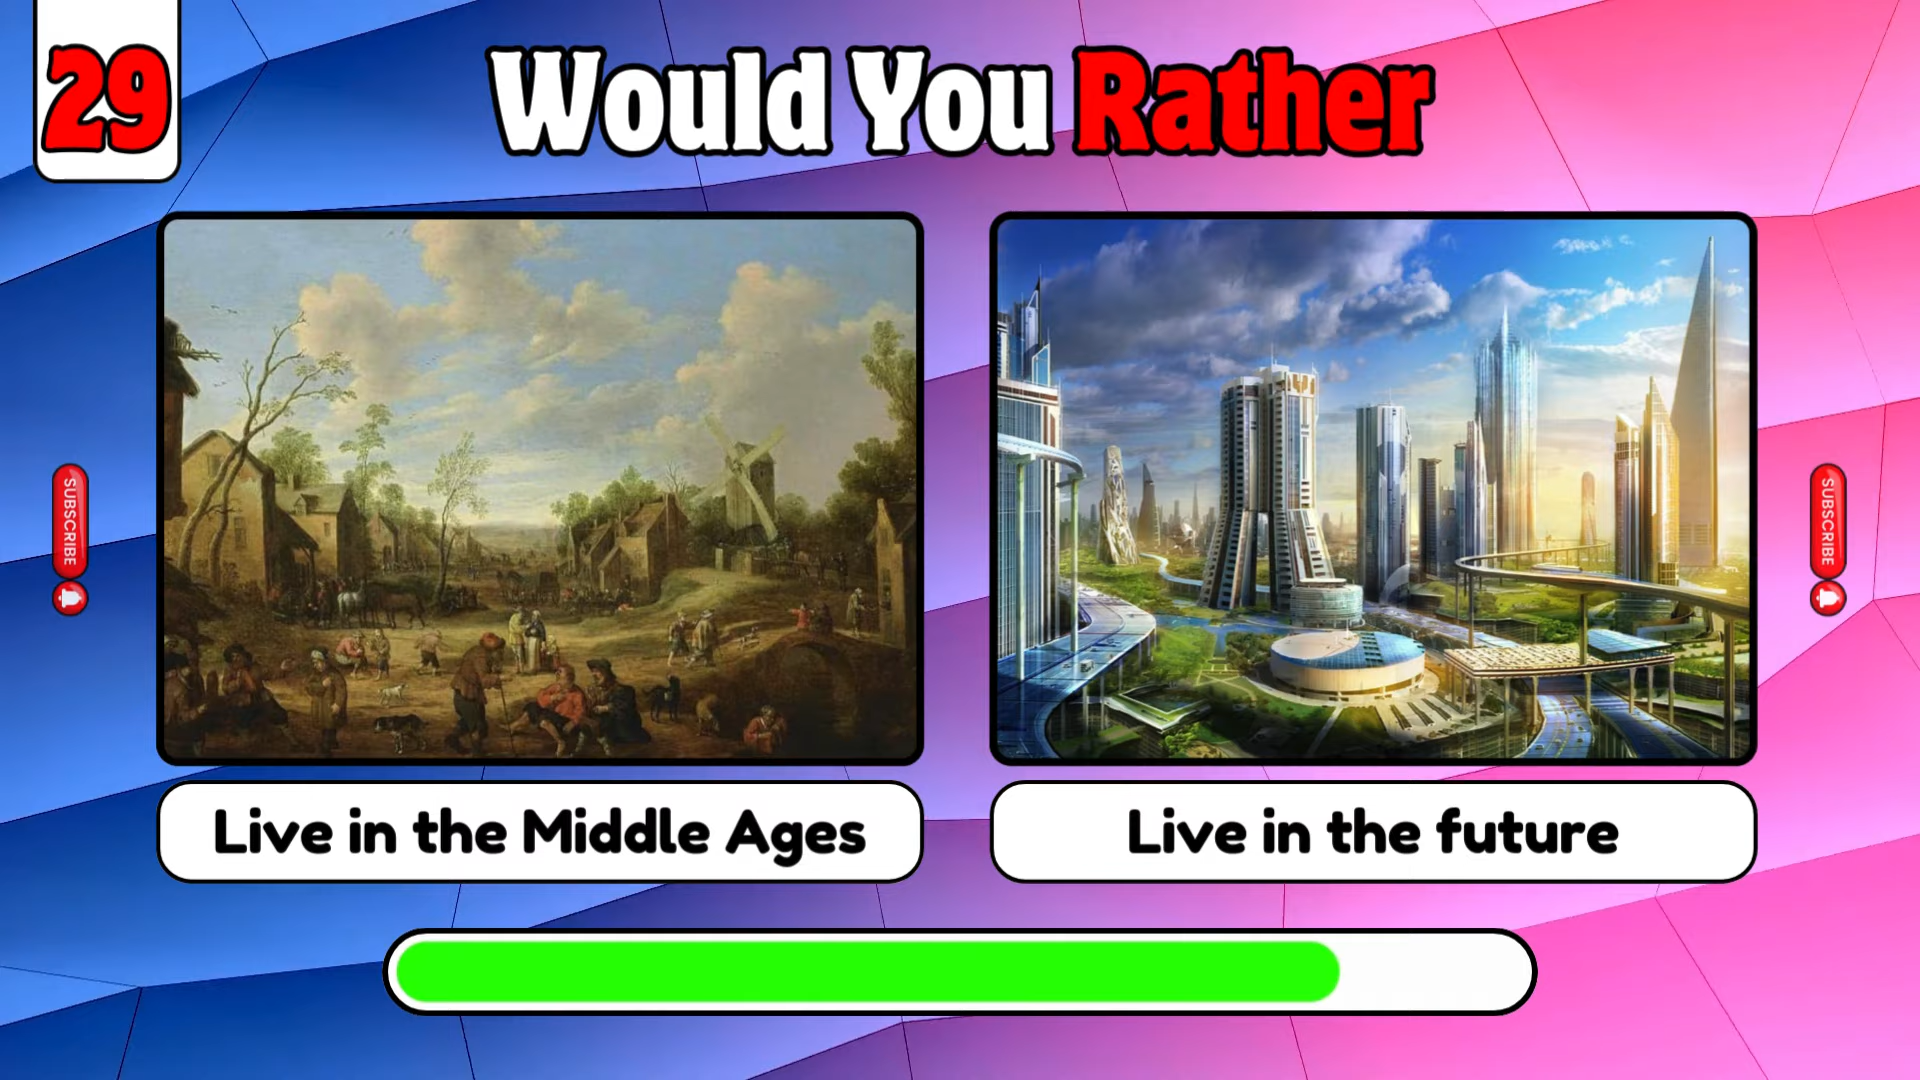 29
Would You Rather
SUBSCRIBE
SUBSCRIBE
Live in the Middle Ages
Live in the future